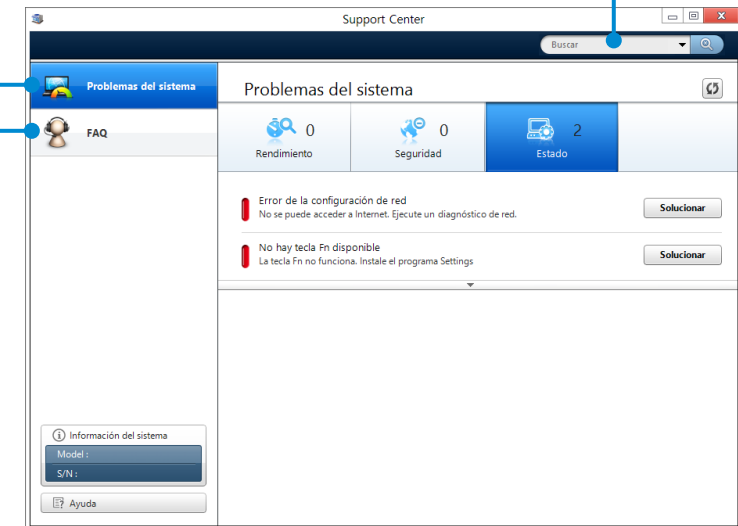 Support Center
Buscar
Problemas del sistema
FAQ
Problemas del sistema
0
Rendimiento
0
Seguridad
2
Estado
Error de la configuración de red
No se puede acceder a Internet. Ejecute un diagnóstico de red.
Solucionar
No hay tecla Fn disponible
La tecla Fn no funciona. Instale el programa Settings
Solucionar
Información del sistema
Model :
S/N :
Ayuda